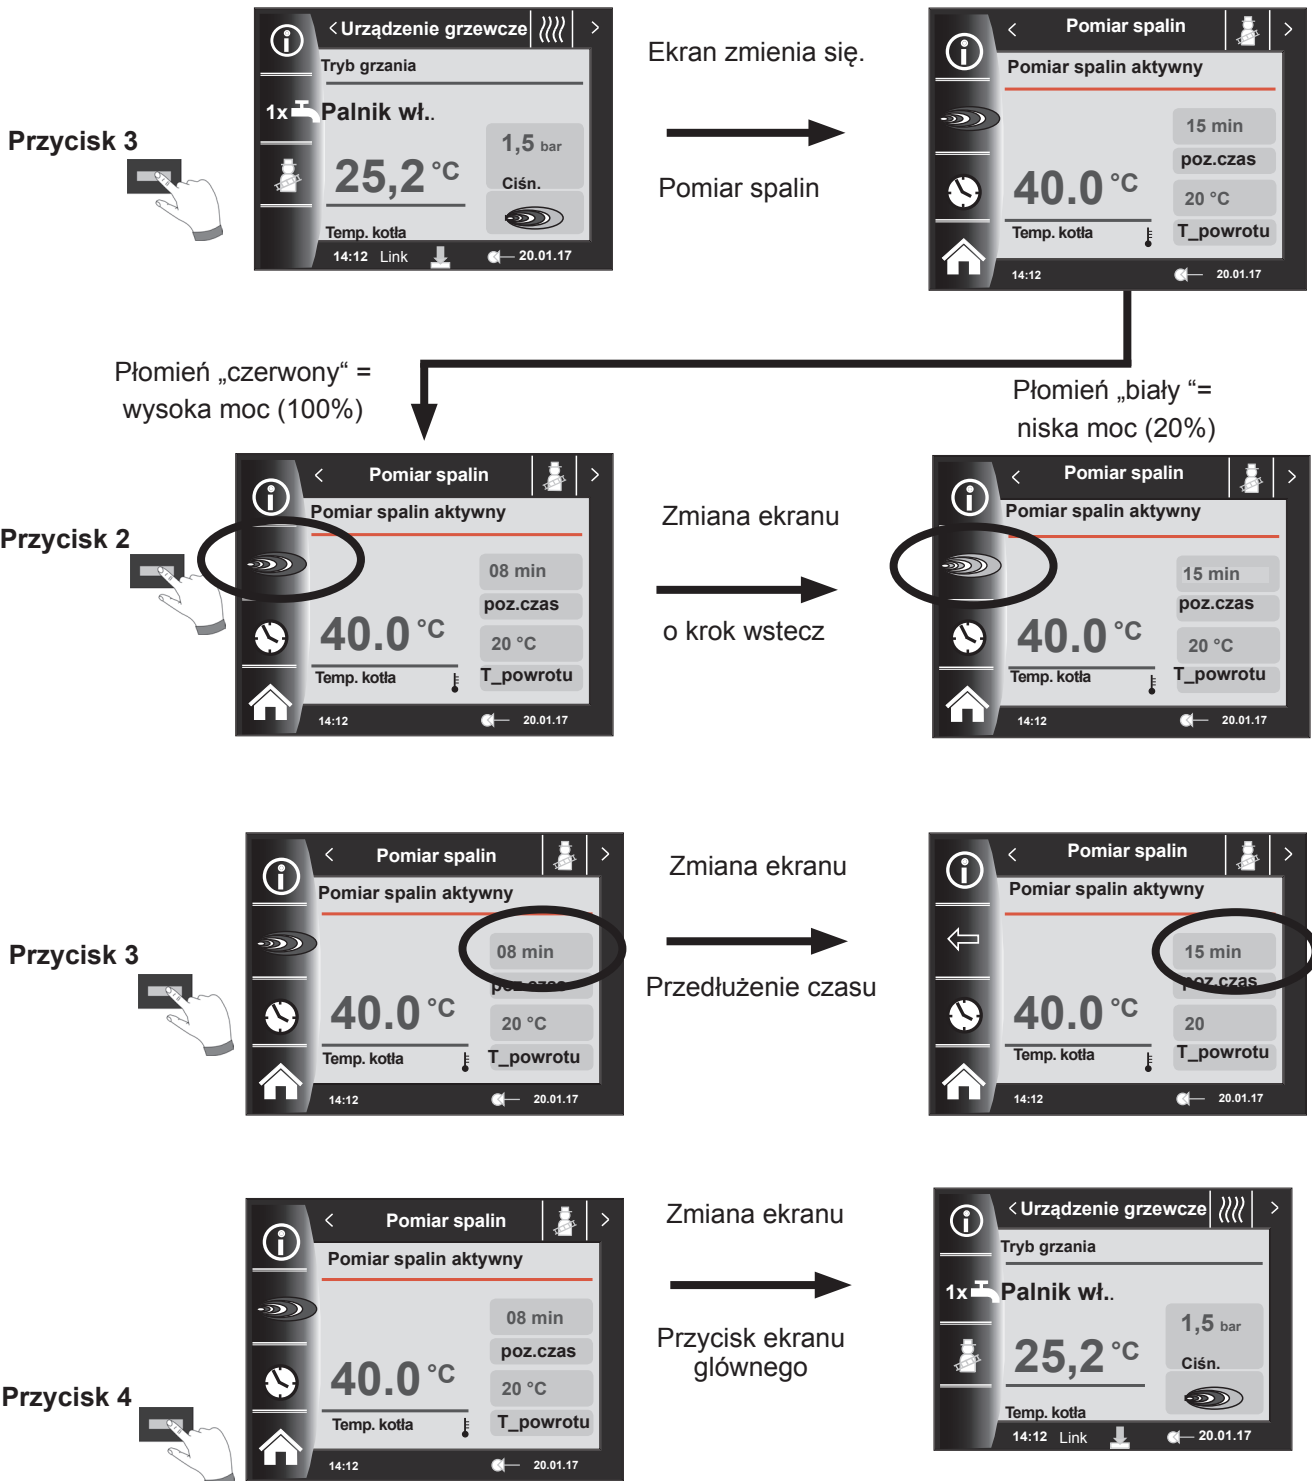 Przycisk 3
< Urządzenie grzewcze >
Tryb grzania
1x Palnik wł..
25,2 °C
1,5 bar
Ciśn.
Temp. kotła
14:12 Link 20.01.17
Ekran zmienia się.
Pomiar spalin
< Pomiar spalin >
Pomiar spalin aktywny
15 min
poz.czas
40.0 °C
20 °C
Temp. kotła
T_powrotu
14:12 20.01.17
Płomień „czerwony“ =
wysoka moc (100%)
Płomień „biały “=
niska moc (20%)
Przycisk 2
< Pomiar spalin >
Pomiar spalin aktywny
08 min
poz.czas
40.0 °C
20 °C
Temp. kotła
T_powrotu
14:12 20.01.17
Zmiana ekranu
o krok wstecz
< Pomiar spalin >
Pomiar spalin aktywny
15 min
poz.czas
40.0 °C
20 °C
Temp. kotła
T_powrotu
14:12 20.01.17
Przycisk 3
< Pomiar spalin >
Pomiar spalin aktywny
08 min
poz.czas
40.0 °C
20 °C
Temp. kotła
T_powrotu
14:12 20.01.17
Zmiana ekranu
Przedłużenie czasu
< Pomiar spalin >
Pomiar spalin aktywny
15 min
poz.czas
40.0 °C
20
Temp. kotła
T_powrotu
14:12 20.01.17
Przycisk 4
< Pomiar spalin >
Pomiar spalin aktywny
08 min
poz.czas
40.0 °C
20 °C
Temp. kotła
T_powrotu
14:12 20.01.17
Zmiana ekranu
Przycisk ekranu
glównego
< Urządzenie grzewcze >
Tryb grzania
1x Palnik wł..
25,2 °C
1,5 bar
Ciśn.
Temp. kotła
14:12 Link 20.01.17